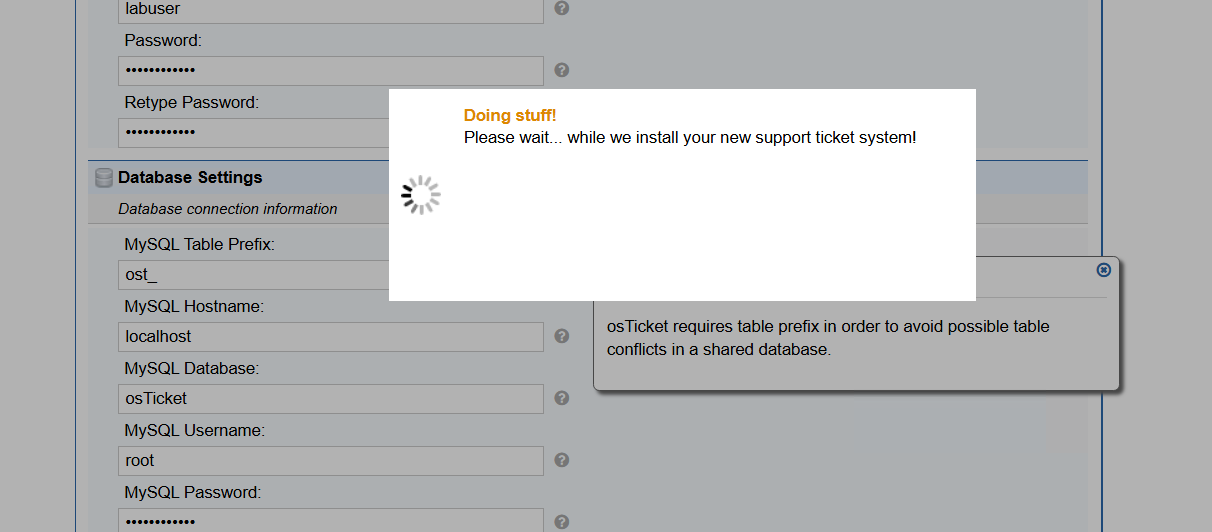 labuser
Password:
••••••••••••
Retype Password:
••••••••••••
Doing stuff!
Please wait... while we install your new support ticket system!
Database Settings
Database connection information
MySQL Table Prefix:
ost_
MySQL Hostname:
localhost
osTicket requires table prefix in order to avoid possible table
conflicts in a shared database.
MySQL Database:
osTicket
MySQL Username:
root
MySQL Password:
••••••••••••